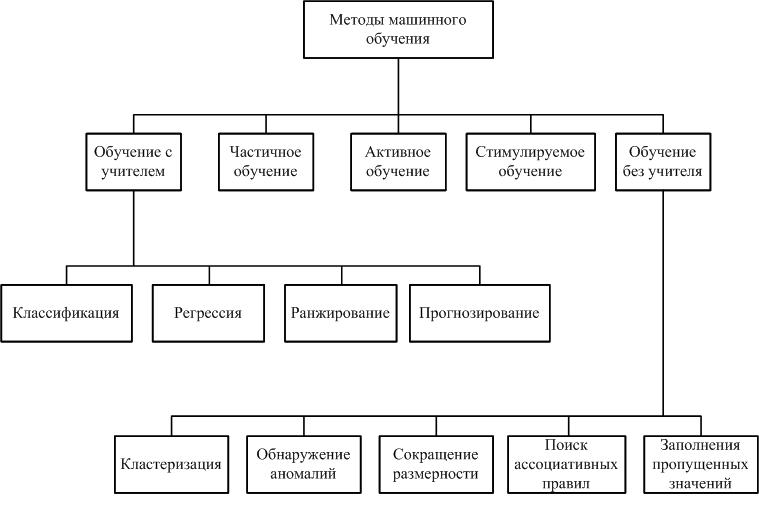 Методы машинного
обучения
Обучение с
учителем
Частичное
обучение
Активное
обучение
Стимулируемое
обучение
Обучение
без учителя
Классификация
Регрессия
Ранжирование
Прогнозирование
Кластеризация
Обнаружение
аномалий
Сокращение
размерности
Поиск
ассоциативных
правил
Заполнения
пропущенных
значений